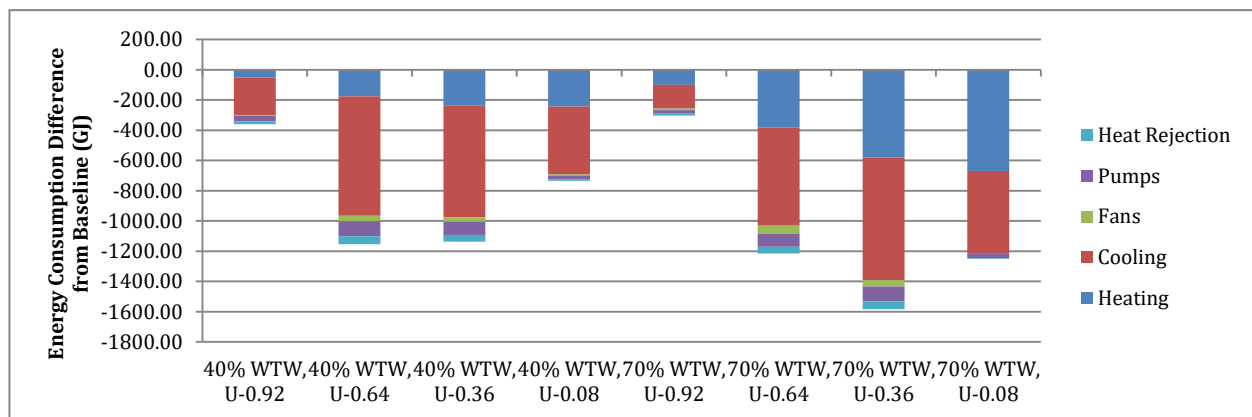 Energy Consumption Difference
from Baseline (GJ)
200.00
0.00
-200.00
-400.00
-600.00
-800.00
-1000.00
-1200.00
-1400.00
-1600.00
-1800.00
40% WTW, 40% WTW, 40% WTW, 40% WTW, 70% WTW, 70% WTW, 70% WTW, 70% WTW,
U-0.92 U-0.64 U-0.36 U-0.08 U-0.92 U-0.64 U-0.36 U-0.08
Heat Rejection
Pumps
Fans
Cooling
Heating